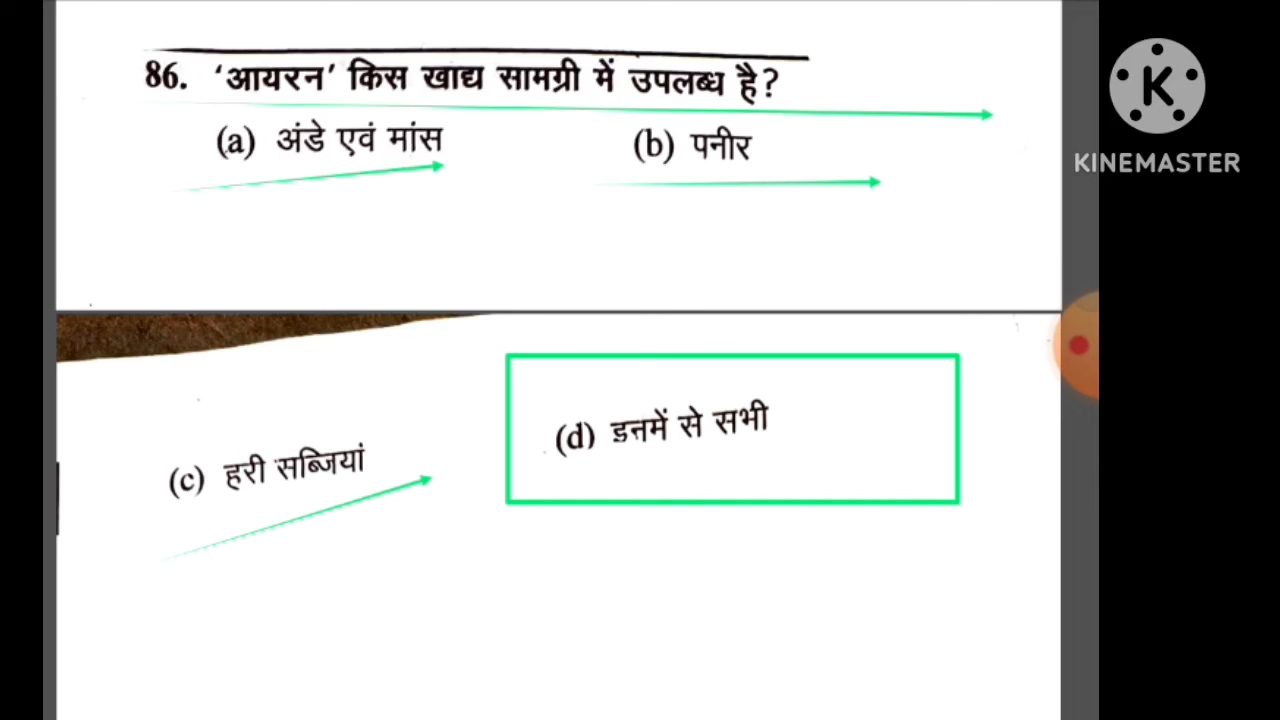 86. ‘आयरन’ किस खाद्य सामग्री में उपलब्ध है?
(a) अंडे एवं मांस (b) पनीर
(c) हरी सब्जियां (d) इनमें से सभी
K
KINEMASTER